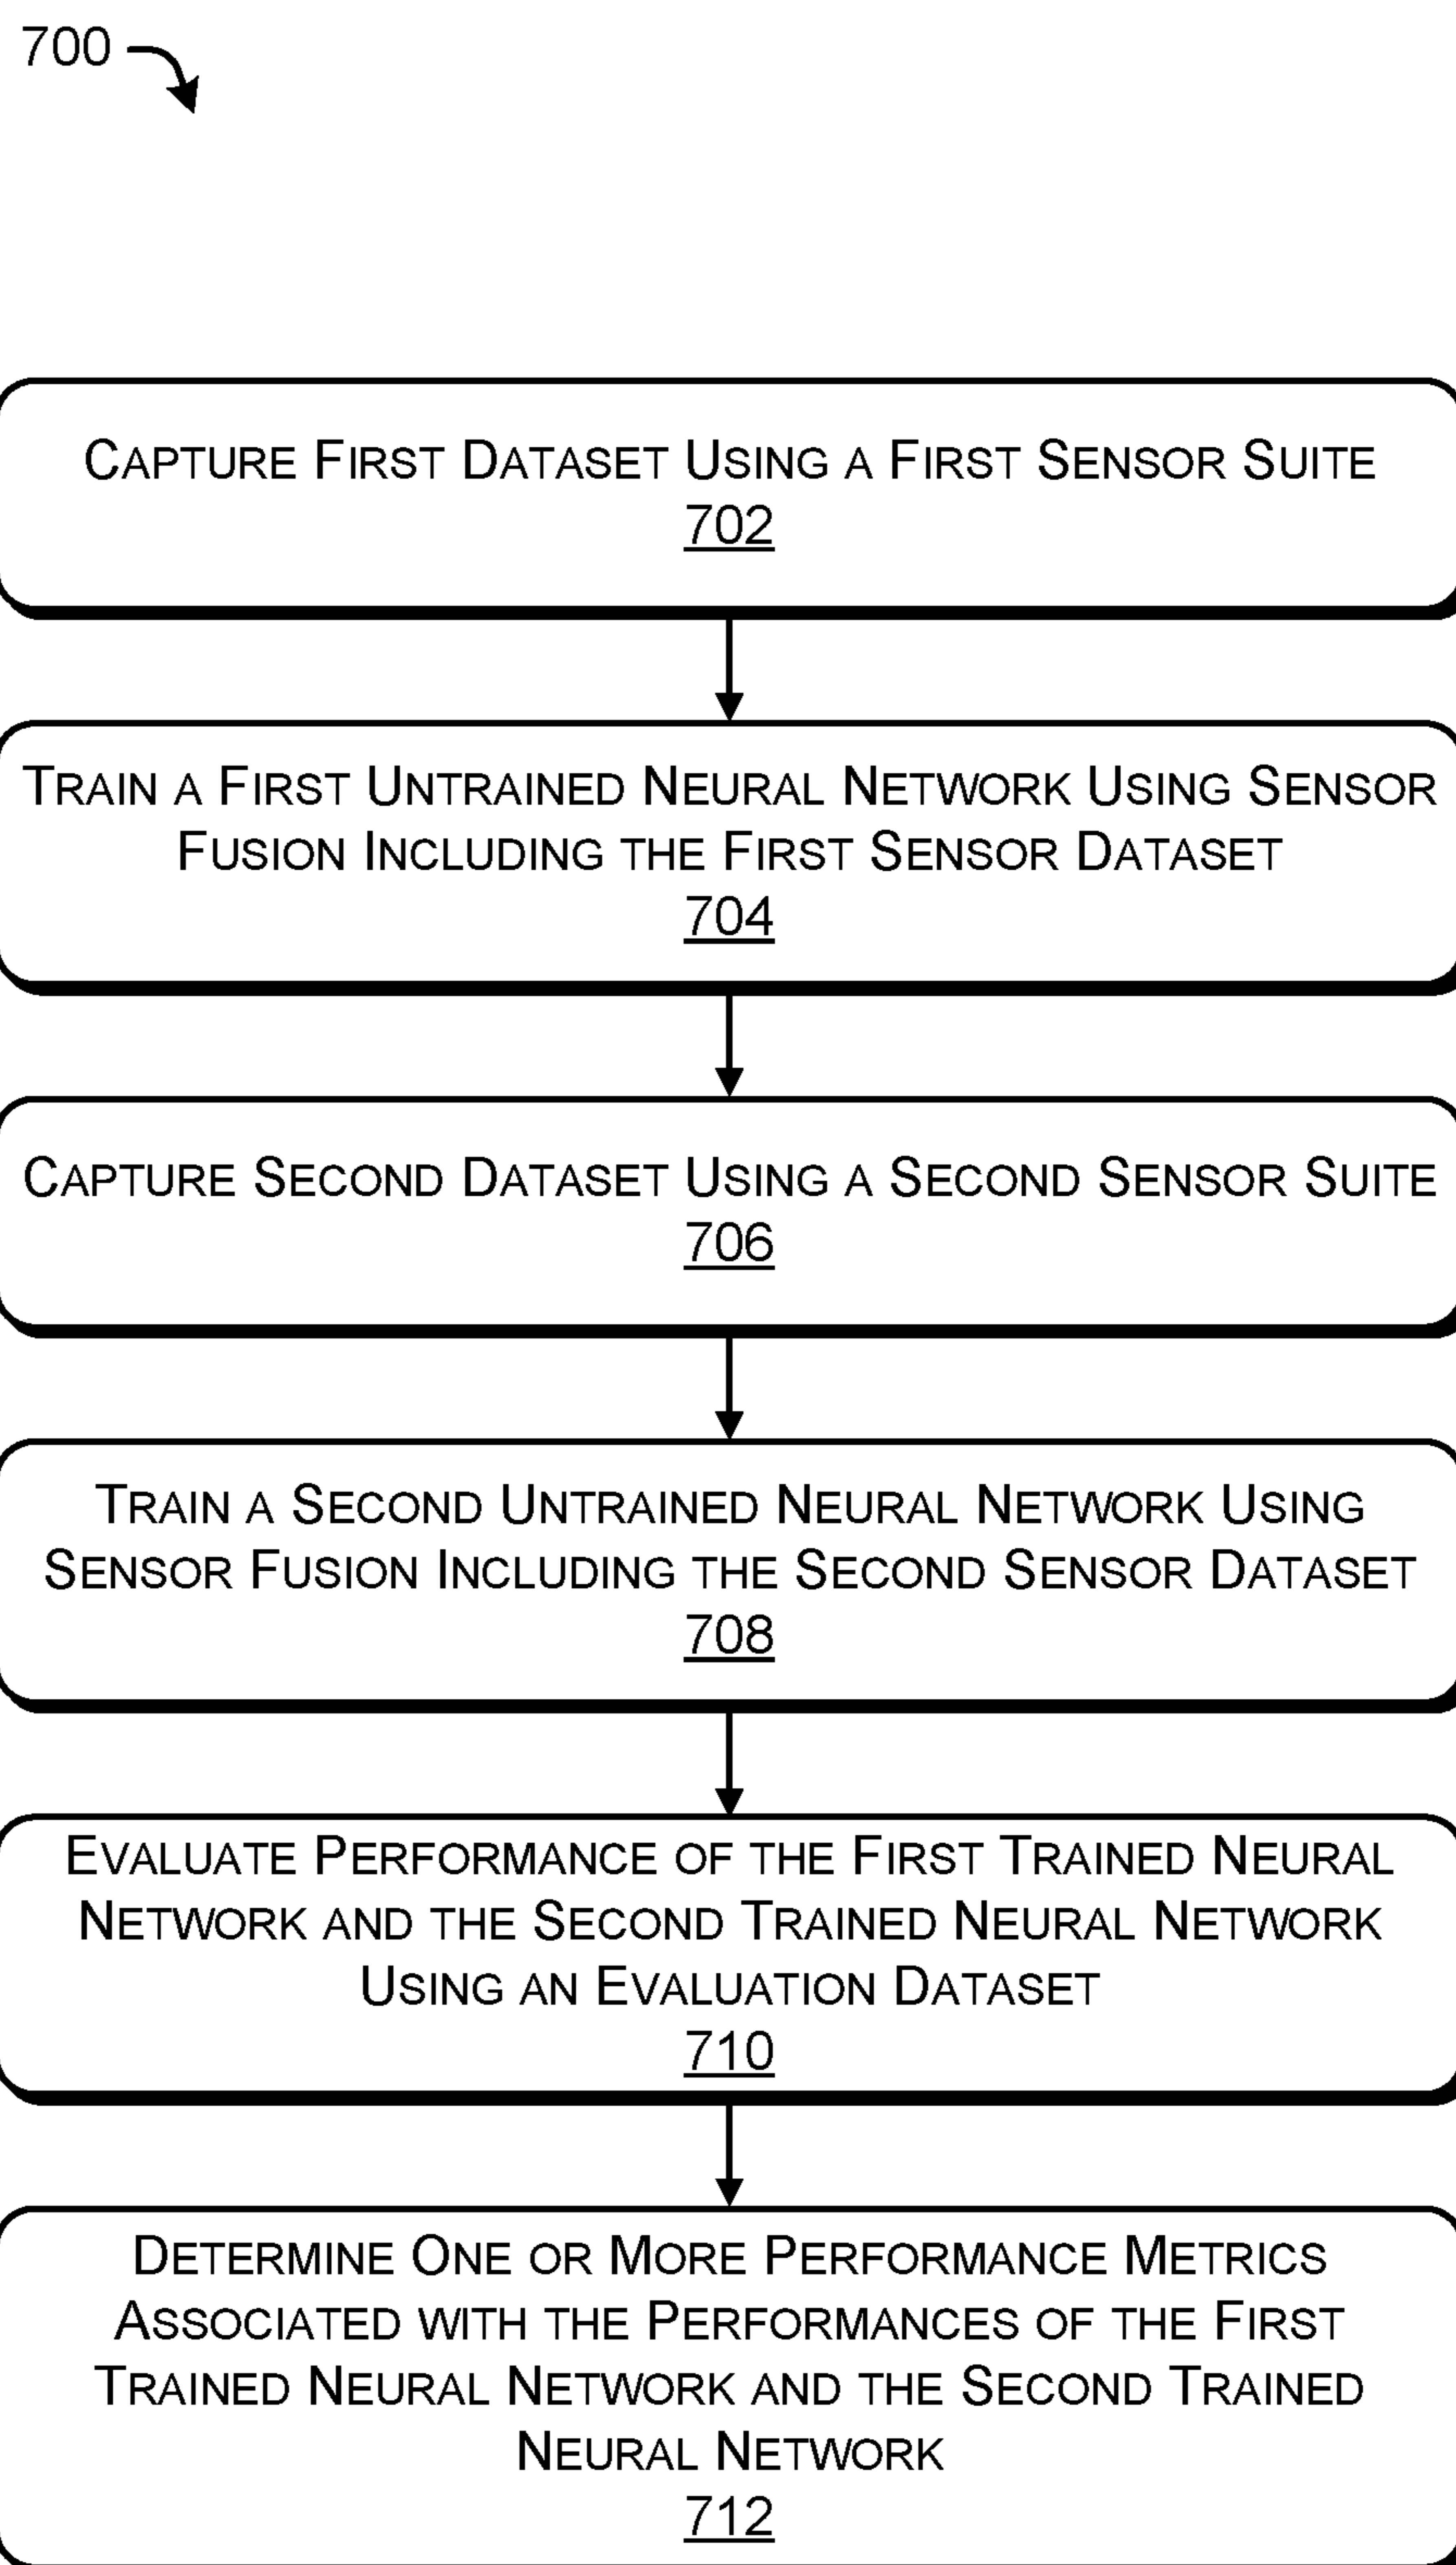 700
Capture First Dataset Using a First Sensor Suite
702
Train a First Untrained Neural Network Using Sensor
Fusion Including the First Sensor Dataset
704
Capture Second Dataset Using a Second Sensor Suite
706
Train a Second Untrained Neural Network Using
Sensor Fusion Including the Second Sensor Dataset
708
Evaluate Performance of the First Trained Neural
Network and the Second Trained Neural Network
Using an Evaluation Dataset
710
Determine One or More Performance Metrics
Associated with the Performances of the First
Trained Neural Network and the Second Trained
Neural Network
712